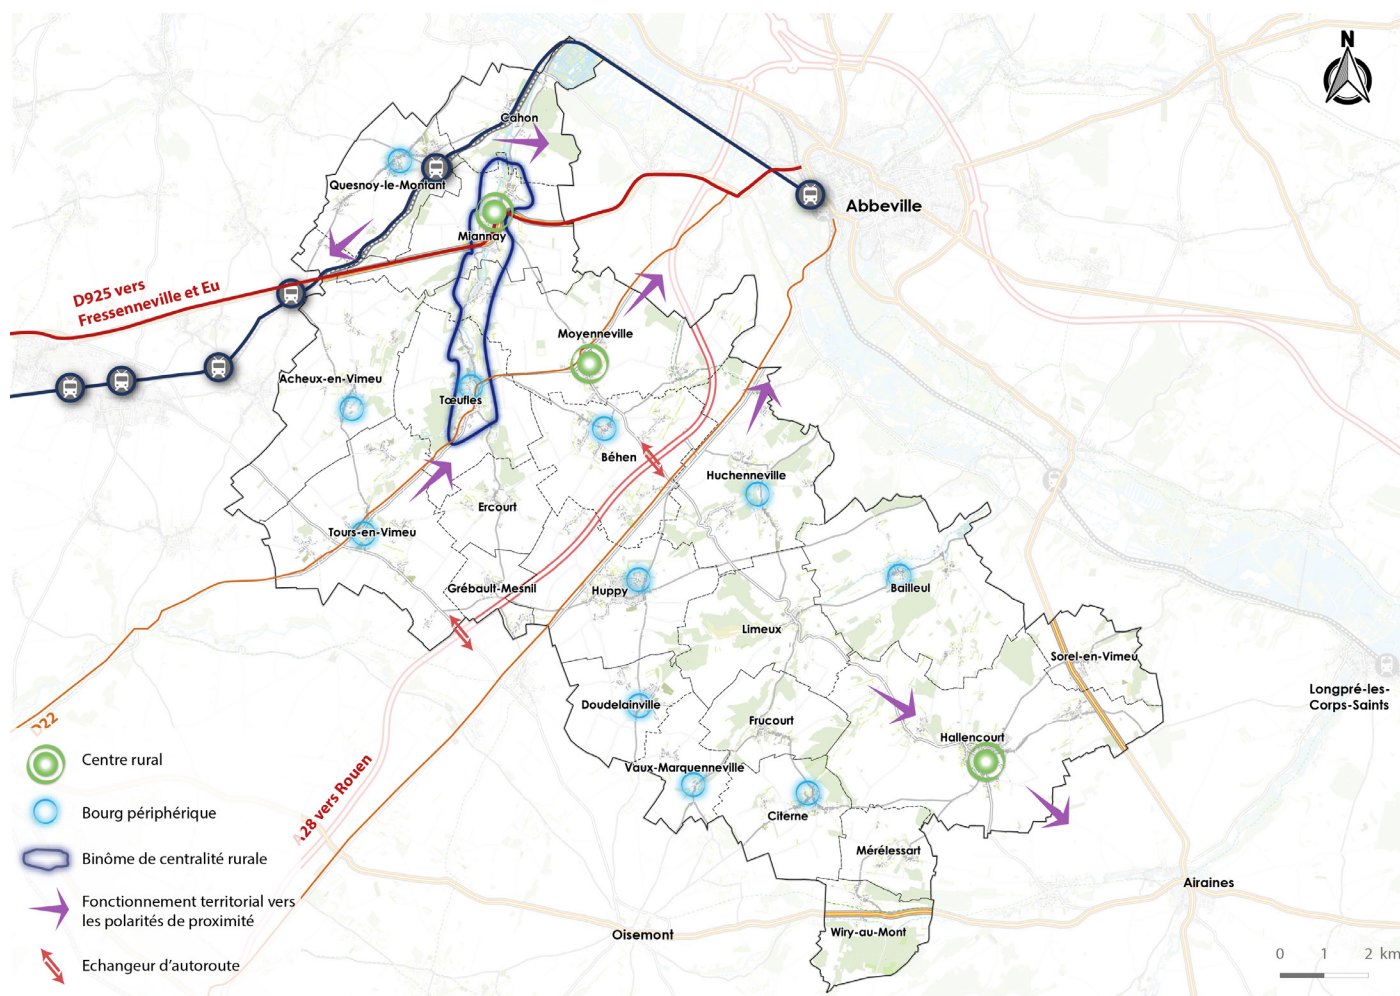 N
Cahon
Quesnoy-le-Montant
Abbeville
Miannay
D925 vers
Fressenneville et Eu
Moyenneville
Acheux-en-Vimeu
Tœufles
Béhen
Huchenneville
Ercourt
Tours-en-Vimeu
Grébault-Mesnil
Huppy
Bailleul
Limeux
Sorel-en-Vimeu
Longpré-les-
Corps-Saints
Doudelainville
Frucourt
Hallencourt
D22
Vaux-Marquenneville
A28 vers Rouen
Citerne
Mérélessart
Airaines
Wiry-au-Mont
Oisemont
Centre rural
Bourg périphérique
Binôme de centralité rurale
Fonctionnement territorial vers
les polarités de proximité
Echangeur d'autoroute
0 1 2 km